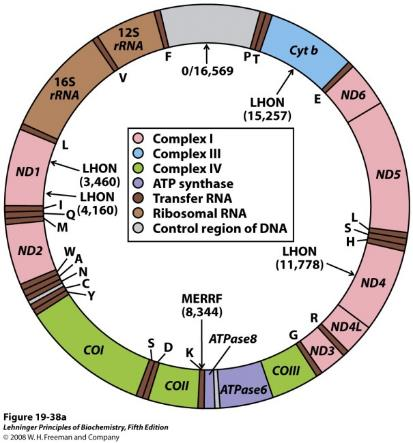 12S
rRNA
F
0/16,569
P
T
Cyt b
16S
rRNA
V
LHON
(15,257)
E
ND6
L
ND1
LHON
(3,460)
LHON
(4,160)
Complex I
Complex III
Complex IV
ATP synthase
Transfer RNA
Ribosomal RNA
Control region of DNA
ND5
I
Q
M
L
S
H
ND2
W
A
N
C
Y
LHON
(11,778)
ND4
MERRF
(8,344)
R
ND4L
COI
S
D
K
ATPase8
G
ND3
COII
ATPase6
COIII
Figure 19-38a
Lehninger Principles of Biochemistry, Fifth Edition
© 2008 W. H. Freeman and Company